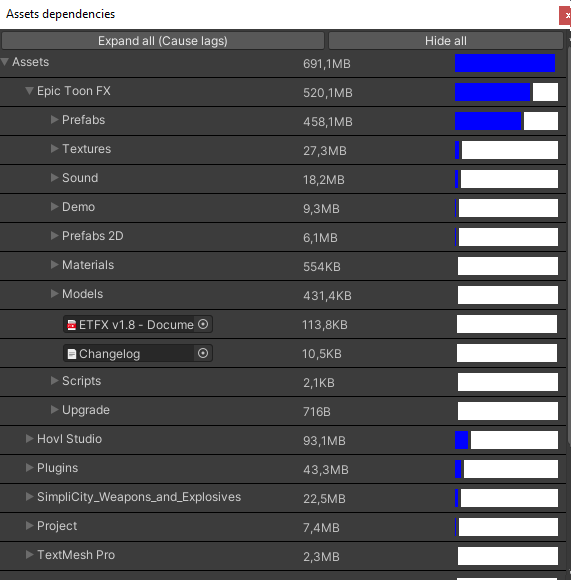 Assets dependencies
Expand all (Cause lags) Hide all
Assets 691,1MB
Epic Toon FX 520,1MB
Prefabs 458,1MB
Textures 27,3MB
Sound 18,2MB
Demo 9,3MB
Prefabs 2D 6,1MB
Materials 554KB
Models 431,4KB
ETFX v1.8 - Docume 113,8KB
Changelog 10,5KB
Scripts 2,1KB
Upgrade 716B
Hovl Studio 93,1MB
Plugins 43,3MB
SimpliCity_Weapons_and_Explosives 22,5MB
Project 7,4MB
TextMesh Pro 2,3MB